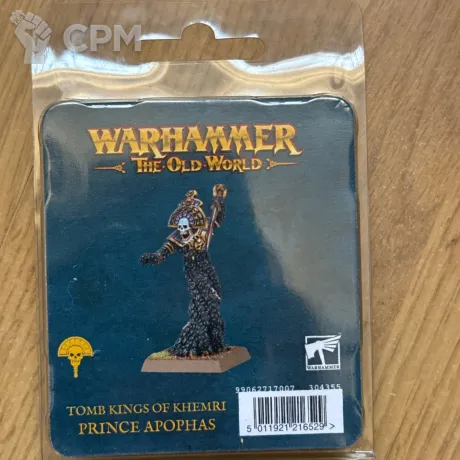 CPM
WARHAMMER
THE·OLD·WORLD
WARHAMMER
99062717007 304355
TOMB KINGS OF KHEMRI
PRINCE APOPHAS
5 011921 216529 >